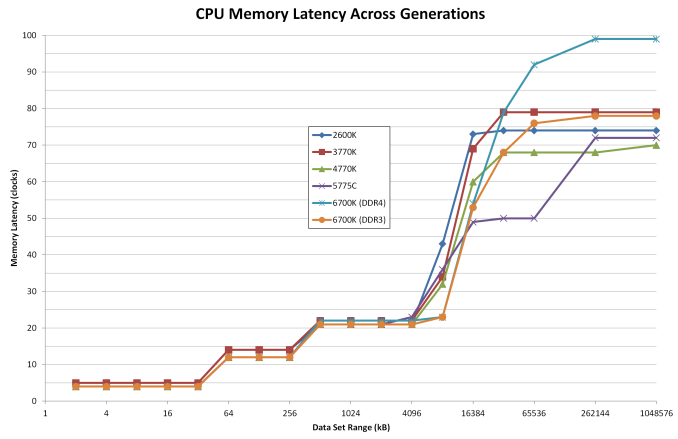 CPU Memory Latency Across Generations
100
90
80
70
60
50
40
30
20
10
0
Memory Latency (clocks)
2600K
3770K
4770K
5775C
6700K (DDR4)
6700K (DDR3)
1 4 16 64 256 1024 4096 16384 65536 262144 1048576
Data Set Range (kB)